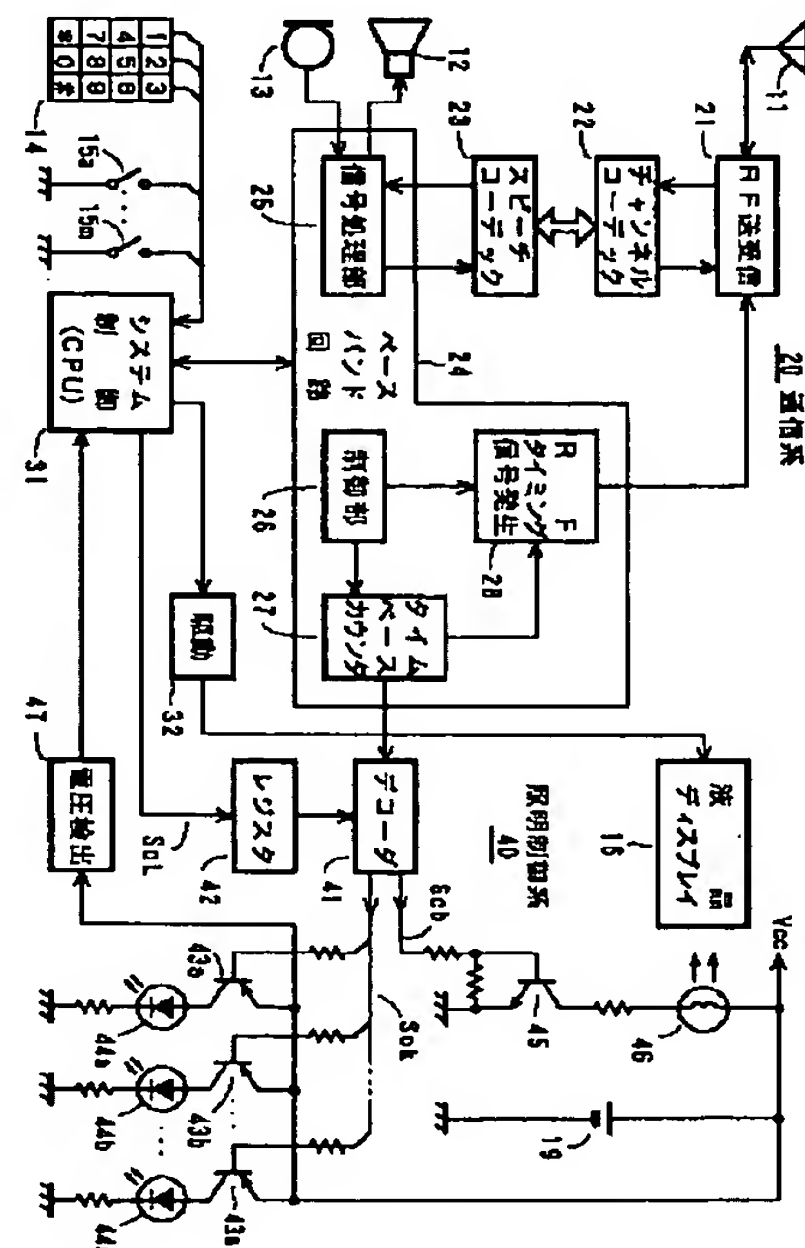 20 通信系
11
21
RF送受信
22
チャンネル
コーデック
23
スピーチ
コーデック
25
信号処理部
12
13
24
ベース
バンド
回路
26
制御部
27
タイム
ベース
カウンタ
RF
タイミング
信号発生
28
123
14
15a
15n
システム
制御
(CPU)
31
駆動
32
液晶
ディスプレイ
16
照明制御系
40
デコーダ
41
レジスタ
42
電圧検出
47
SoL
Scb
Sok
Vcc
45
46
19
43a
43b
43n
44a
44b